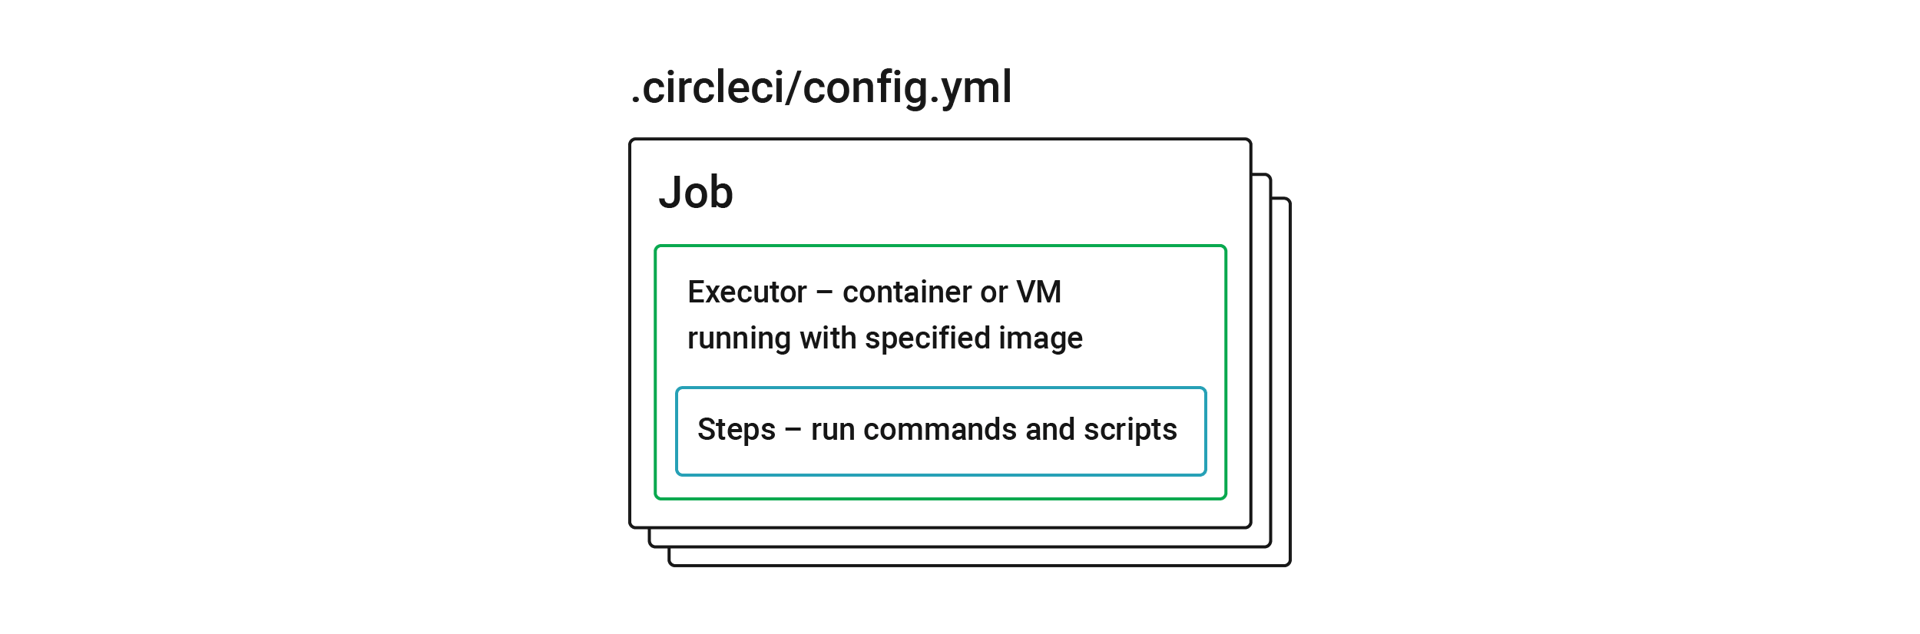 .circleci/config.yml
Job
Executor – container or VM
running with specified image
Steps – run commands and scripts